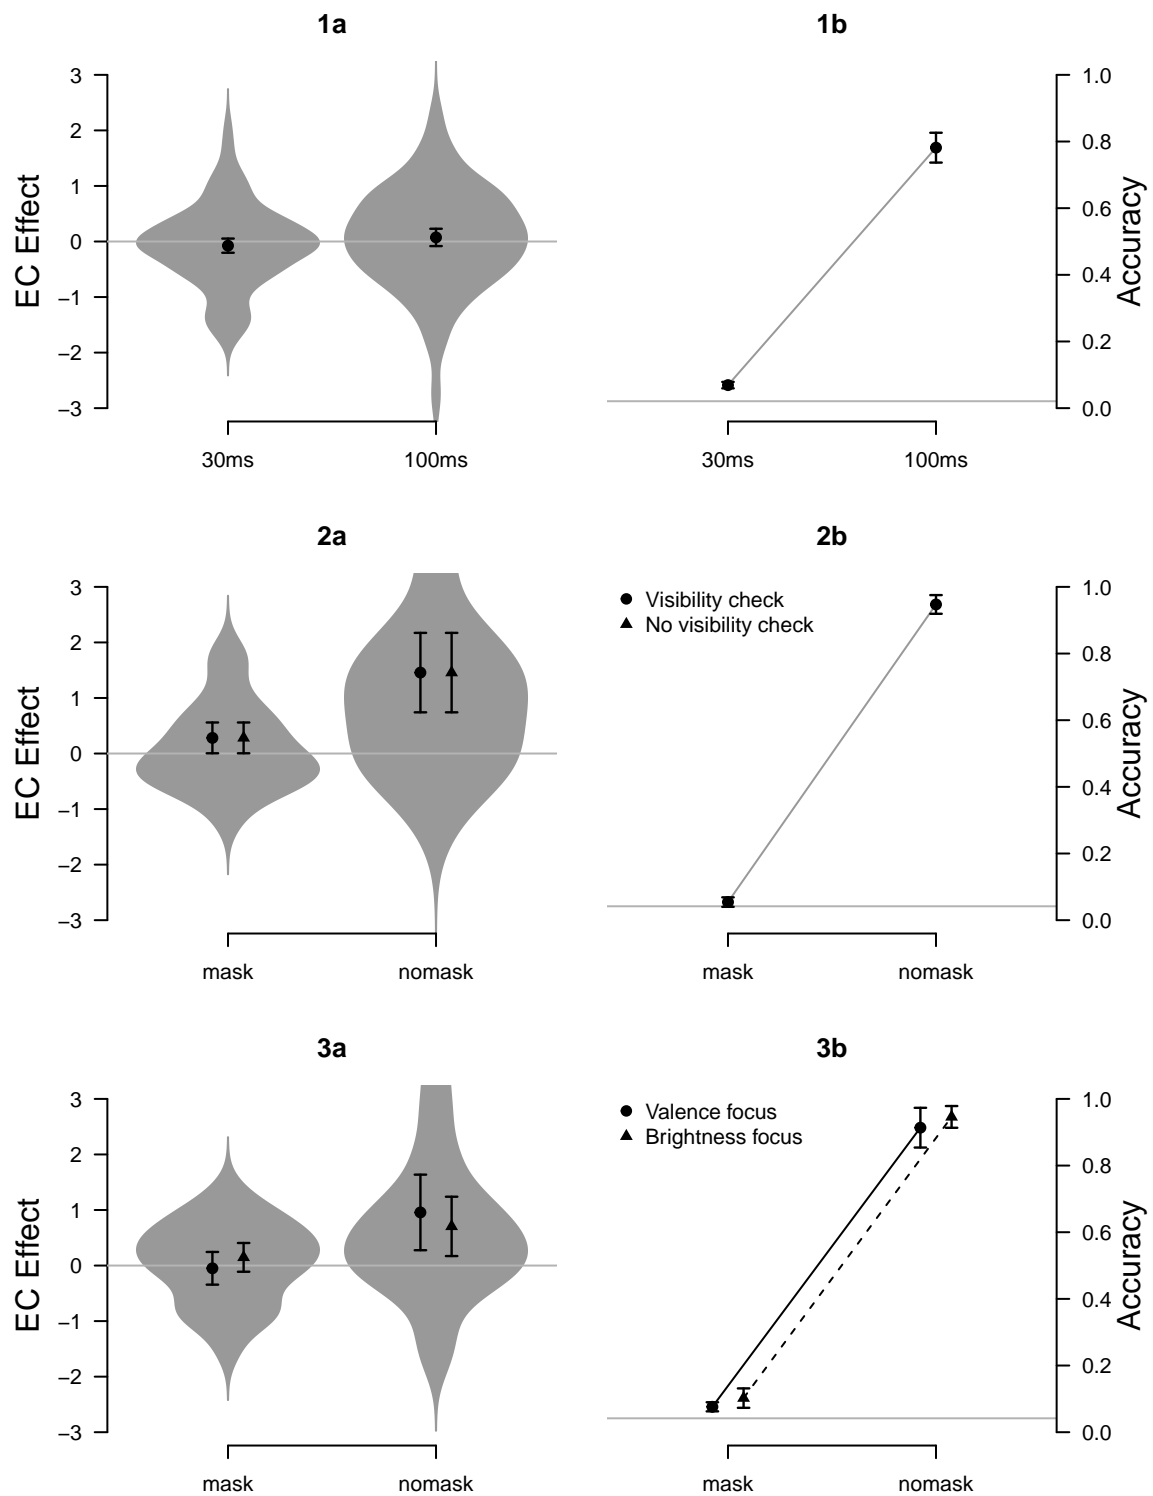 1a
1b
EC Effect
3
2
1
0
−1
−2
−3
30ms
100ms
1.0
0.8
0.6
0.4
0.2
0.0
Accuracy
30ms
100ms
2a
2b
EC Effect
3
2
1
0
−1
−2
−3
mask
nomask
Visibility check
No visibility check
1.0
0.8
0.6
0.4
0.2
0.0
Accuracy
mask
nomask
3a
3b
EC Effect
3
2
1
0
−1
−2
−3
mask
nomask
Valence focus
Brightness focus
1.0
0.8
0.6
0.4
0.2
0.0
Accuracy
mask
nomask